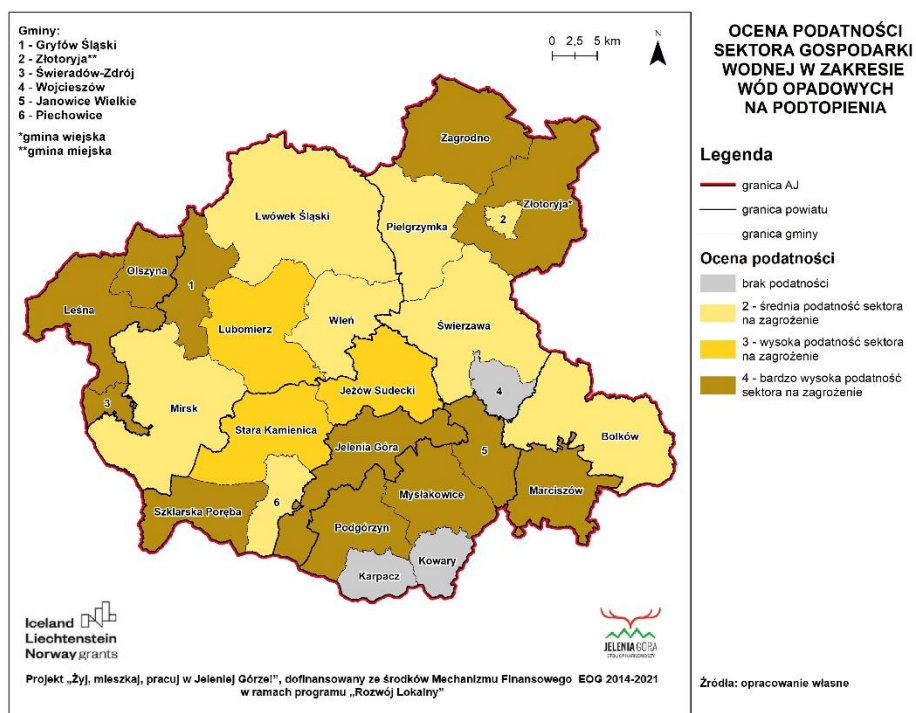 Gminy:
1 - Gryfów Śląski
2 - Złotoryja**
3 - Świeradów-Zdrój
4 - Wojcieszów
5 - Janowice Wielkie
6 - Piechowice
*gmina wiejska
**gmina miejska
0 2,5 5 km
N
OCENA PODATNOŚCI
SEKTORA GOSPODARKI
WODNEJ W ZAKRESIE
WÓD OPADOWYCH
NA PODTOPIENIA
Legenda
granica AJ
granica powiatu
granica gminy
Ocena podatności
brak podatności
2 - średnia podatność sektora
na zagrożenie
3 - wysoka podatność sektora
na zagrożenie
4 - bardzo wysoka podatność
sektora na zagrożenie
Zagrodno
Złotoryja*
2
Lwówek Śląski
Pielgrzymka
Olszyna
1
Leśna
Lubomierz
Wleń
Świerzawa
3
Mirsk
Jeżów Sudecki
4
Stara Kamienica
Bolków
Jelenia Góra
5
Mysłakowice
Marciszów
Szklarska Poręba
6
Podgórzyn
Kowary
Karpacz
Iceland
Liechtenstein
Norway grants
JELENIA GÓRA
STOLICA KARKONOSZY
Projekt „Żyj, mieszkaj, pracuj w Jeleniej Górze!”, dofinansowany ze środków Mechanizmu Finansowego EOG 2014-2021
w ramach programu „Rozwój Lokalny”
Źródła: opracowanie własne